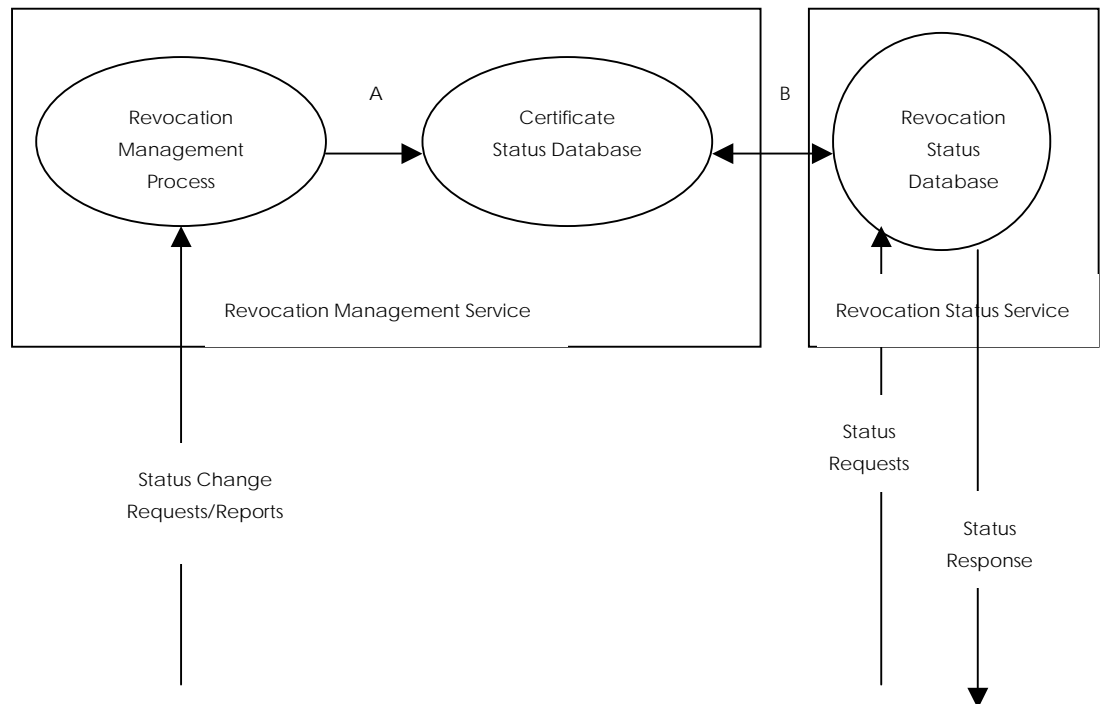 A
B
Revocation
Management
Process
Certificate
Status Database
Revocation
Status
Database
Revocation Management Service
Revocation Status Service
Status
Requests
Status Change
Requests/Reports
Status
Response